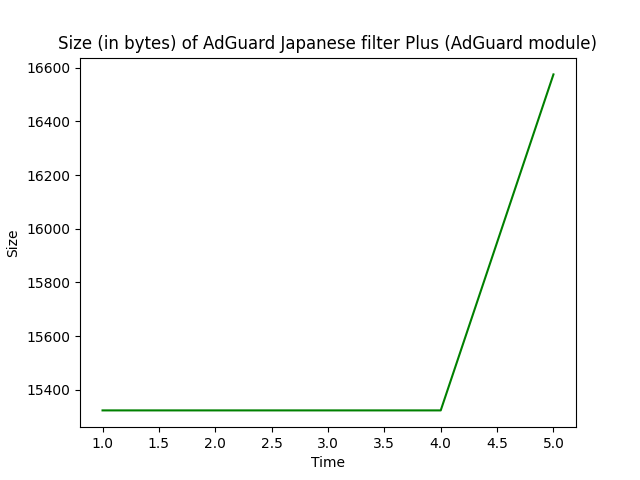 Size (in bytes) of AdGuard Japanese filter Plus (AdGuard module)
16600
16400
16200
16000
15800
15600
15400
Size
1.0 1.5 2.0 2.5 3.0 3.5 4.0 4.5 5.0
Time